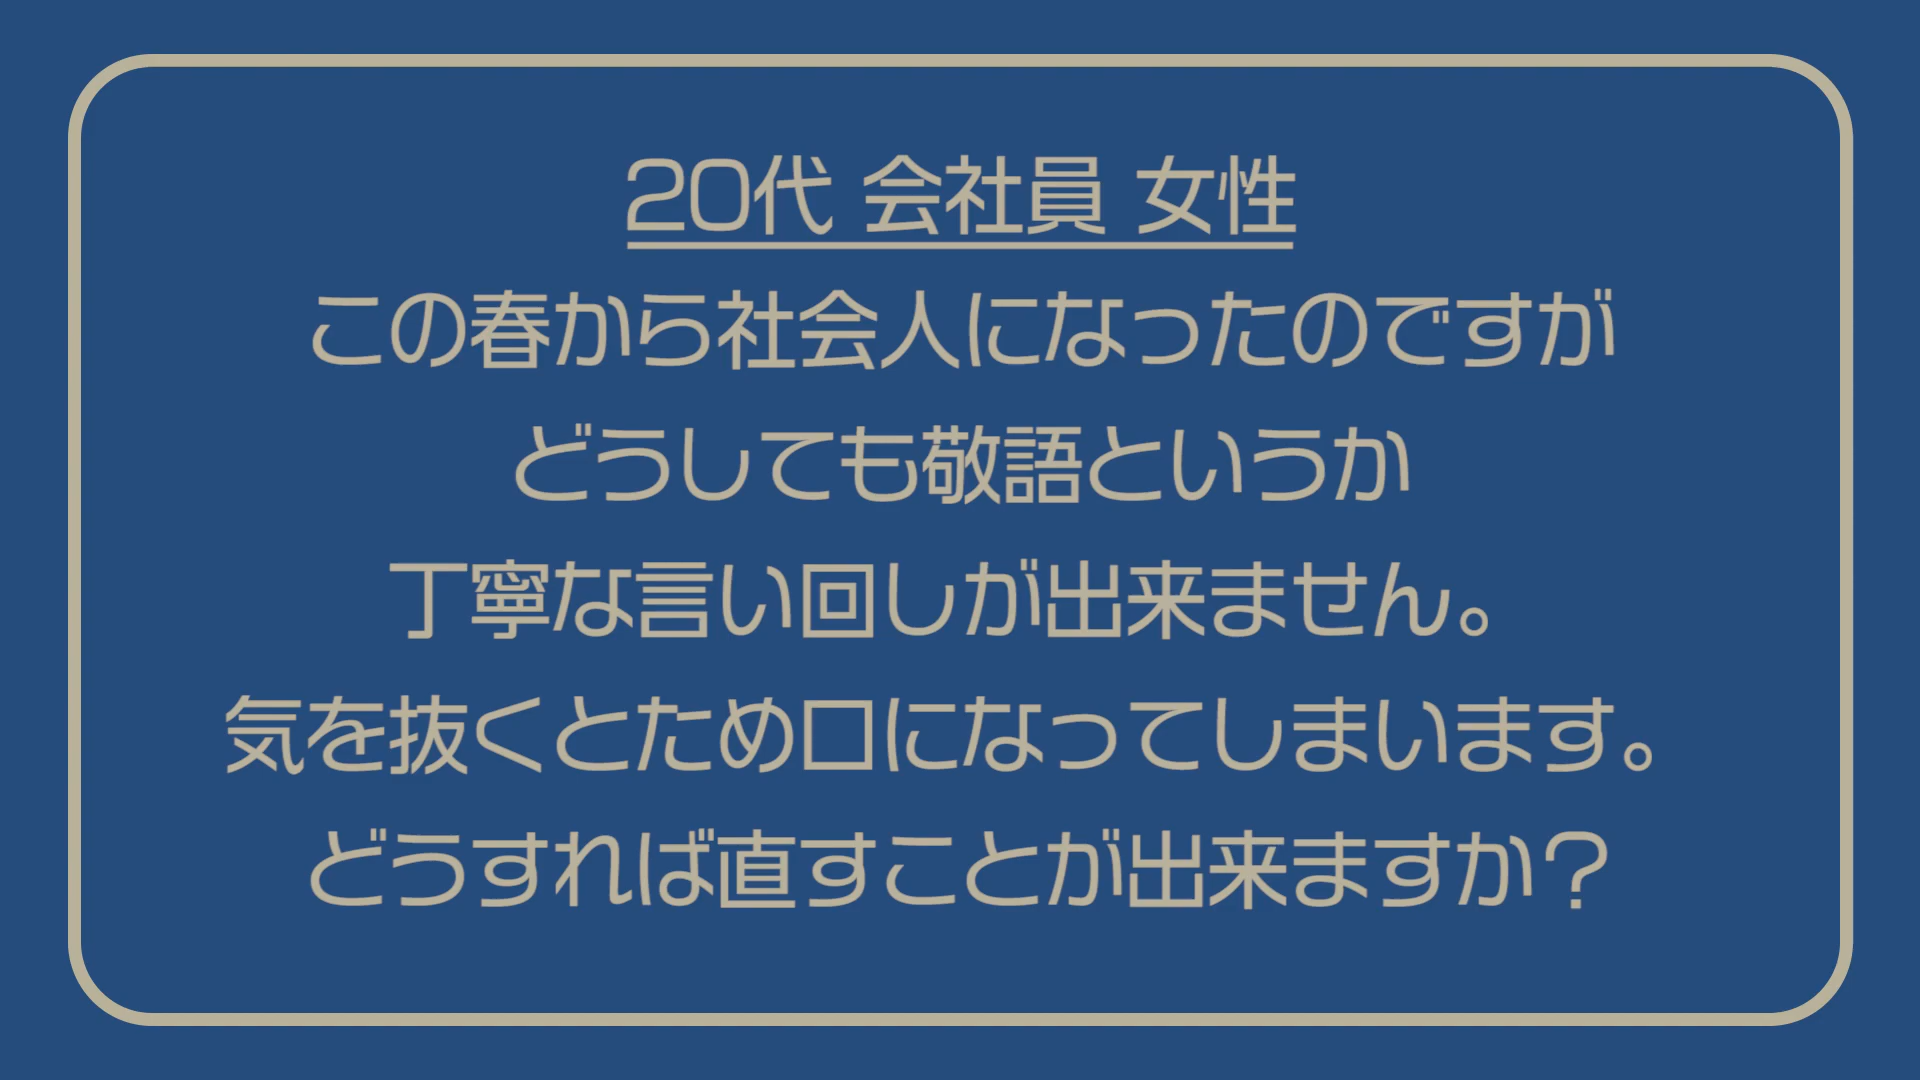 20代 会社員 女性
この春から社会人になったのですが
どうしても敬語というか
丁寧な言い回しが出来ません。
気を抜くとため口になってしまいます。
どうすれば直すことが出来ますか？